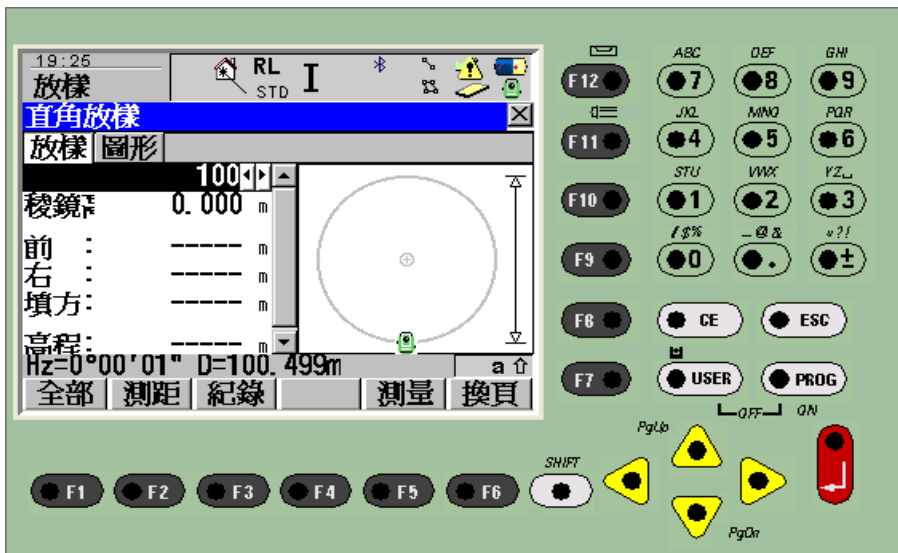 19:25
放樣
RL
STD
I
直角放樣
放樣 圖形
100
稜鏡高 0.000 m
前 : ----- m
右 : ----- m
填方: ----- m
高程: ----- m
Hz=0°00'01" D=100.499m a
全部 測距 紀錄 測量 換頁
ABC DEF GHI
F12 7 8 9
JKL MNO PQR
F11 4 5 6
STU VWX YZ
F10 1 2 3
/$% _@& *?!
F9 0 . ±
F8 CE ESC
F7 USER PROG
OFF ON
PgUp
SHIFT
F1 F2 F3 F4 F5 F6
PgDn